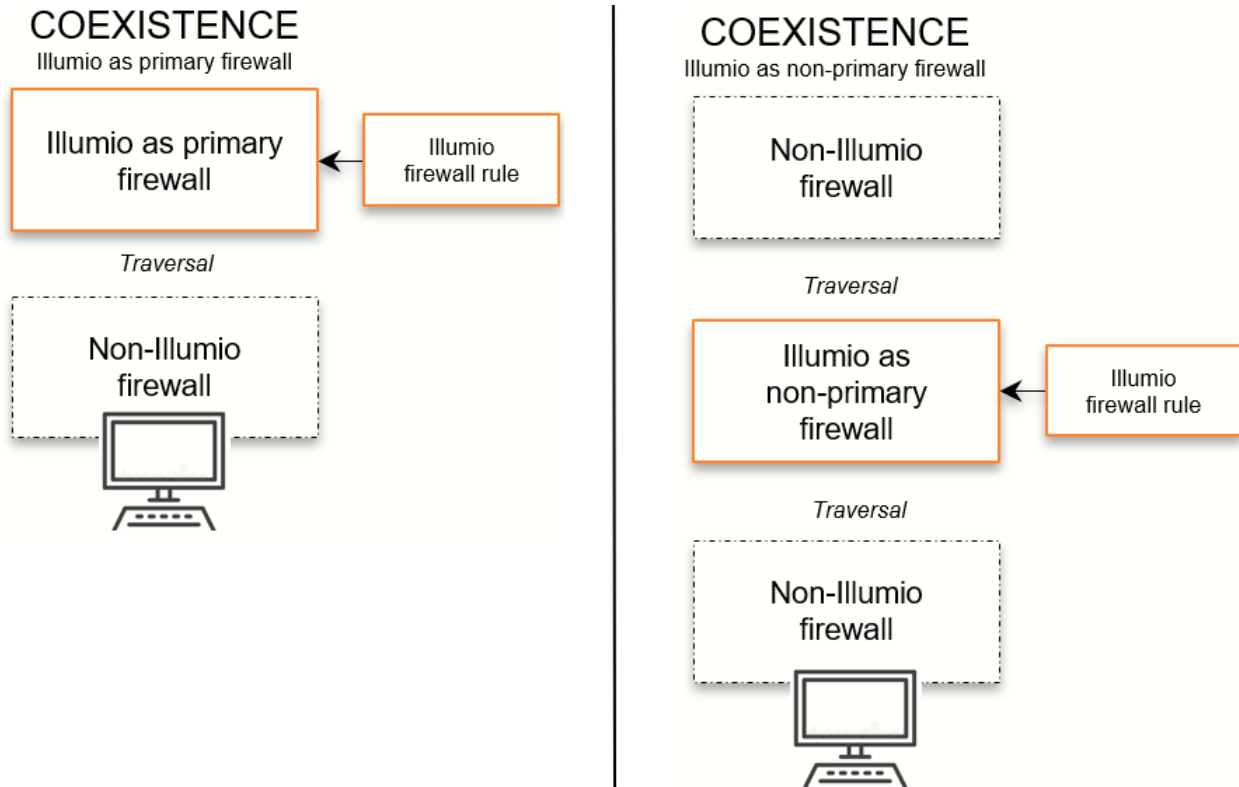 COEXISTENCE
Illumio as primary firewall
Illumio as primary
firewall
Illumio
firewall rule
Traversal
Non-Illumio
firewall
COEXISTENCE
Illumio as non-primary firewall
Non-Illumio
firewall
Traversal
Illumio as
non-primary
firewall
Illumio
firewall rule
Traversal
Non-Illumio
firewall